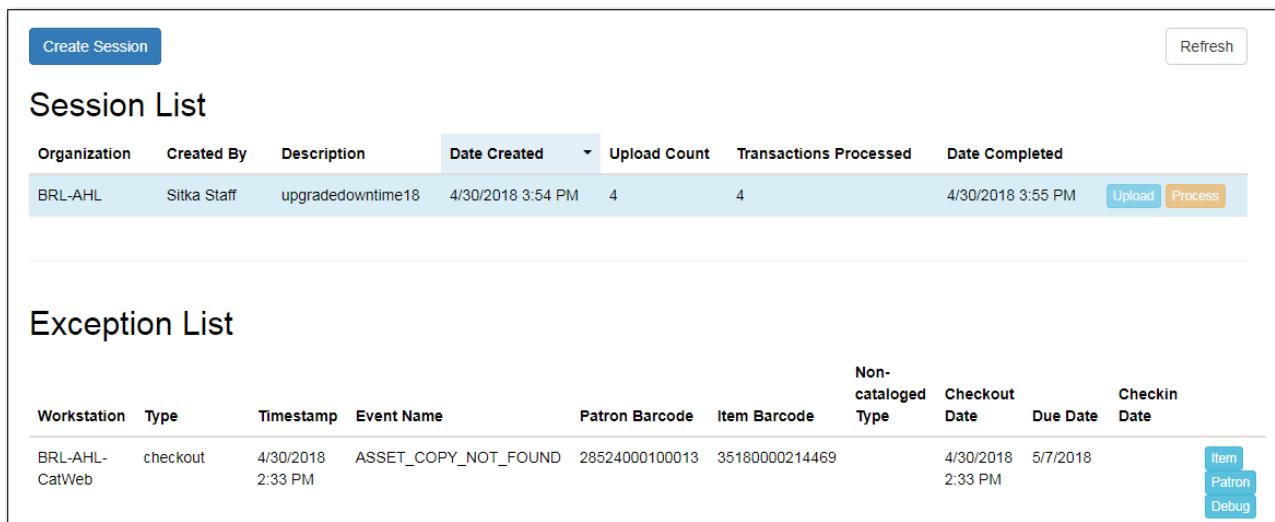 Create Session Refresh
Session List
Organization Created By Description Date Created Upload Count Transactions Processed Date Completed
BRL-AHL Sitka Staff upgradedowntime18 4/30/2018 3:54 PM 4 4 4/30/2018 3:55 PM Upload Process
Exception List
Non-
cataloged Checkout Checkin
Workstation Type Timestamp Event Name Patron Barcode Item Barcode Type Date Due Date Date
BRL-AHL- checkout 4/30/2018 ASSET_COPY_NOT_FOUND 28524000100013 35180000214469 4/30/2018 5/7/2018 Item
CatWeb 2:33 PM 2:33 PM Patron
Debug